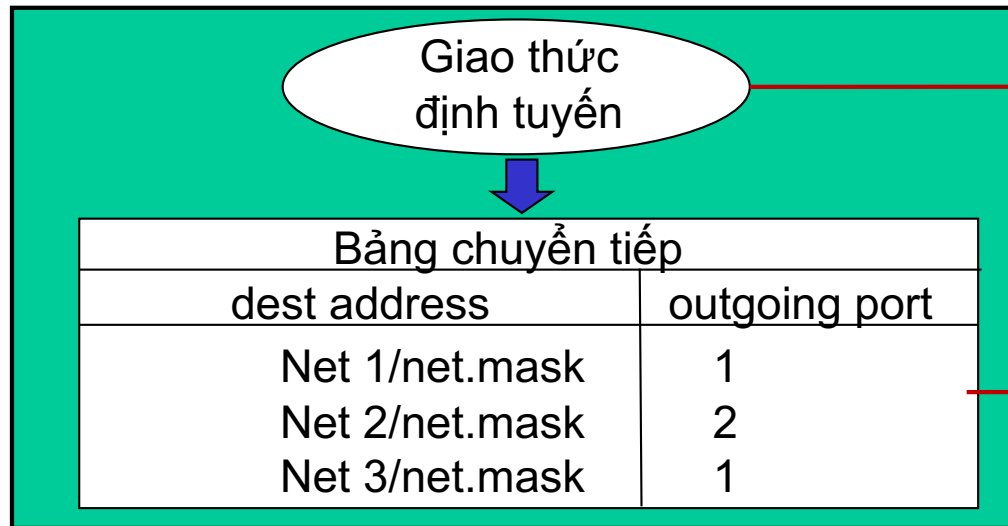 Giao thức
định tuyến
Bảng chuyển tiếp
dest address outgoing port
Net 1/net.mask 1
Net 2/net.mask 2
Net 3/net.mask 1